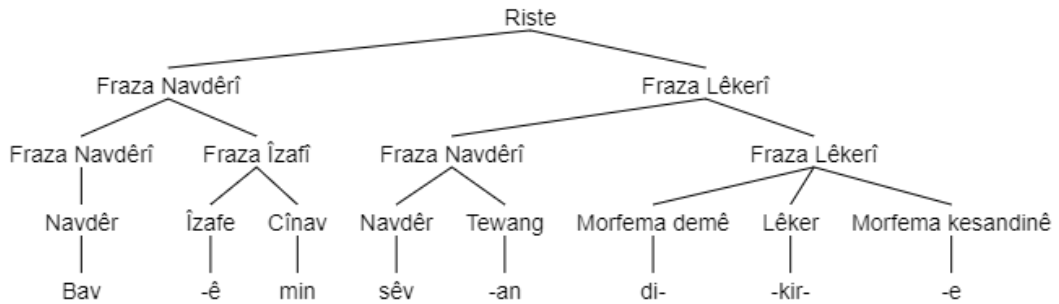 Riste
Fraza Navdêrî Fraza Lêkerî
Fraza Navdêrî Fraza Îzafî Fraza Navdêrî Fraza Lêkerî
Navdêr Îzafe Cînav Navdêr Tewang Morfema demê Lêker Morfema kesandinê
Bav -ê min sêv -an di- -kir- -e